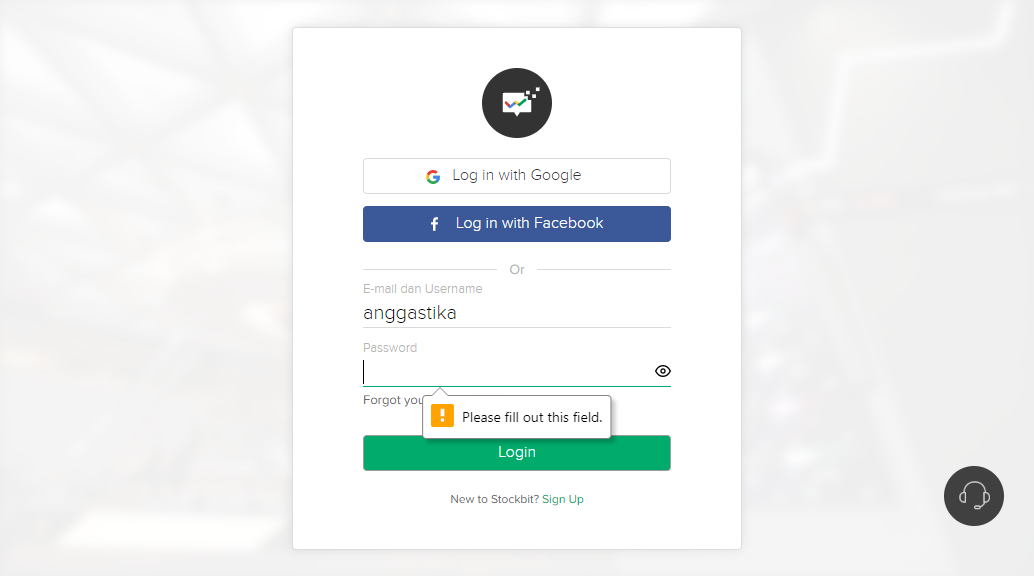 Log in with Google
Log in with Facebook
Or
E-mail dan Username
anggastika
Password
Forgot you
Please fill out this field.
Login
New to Stockbit? Sign Up